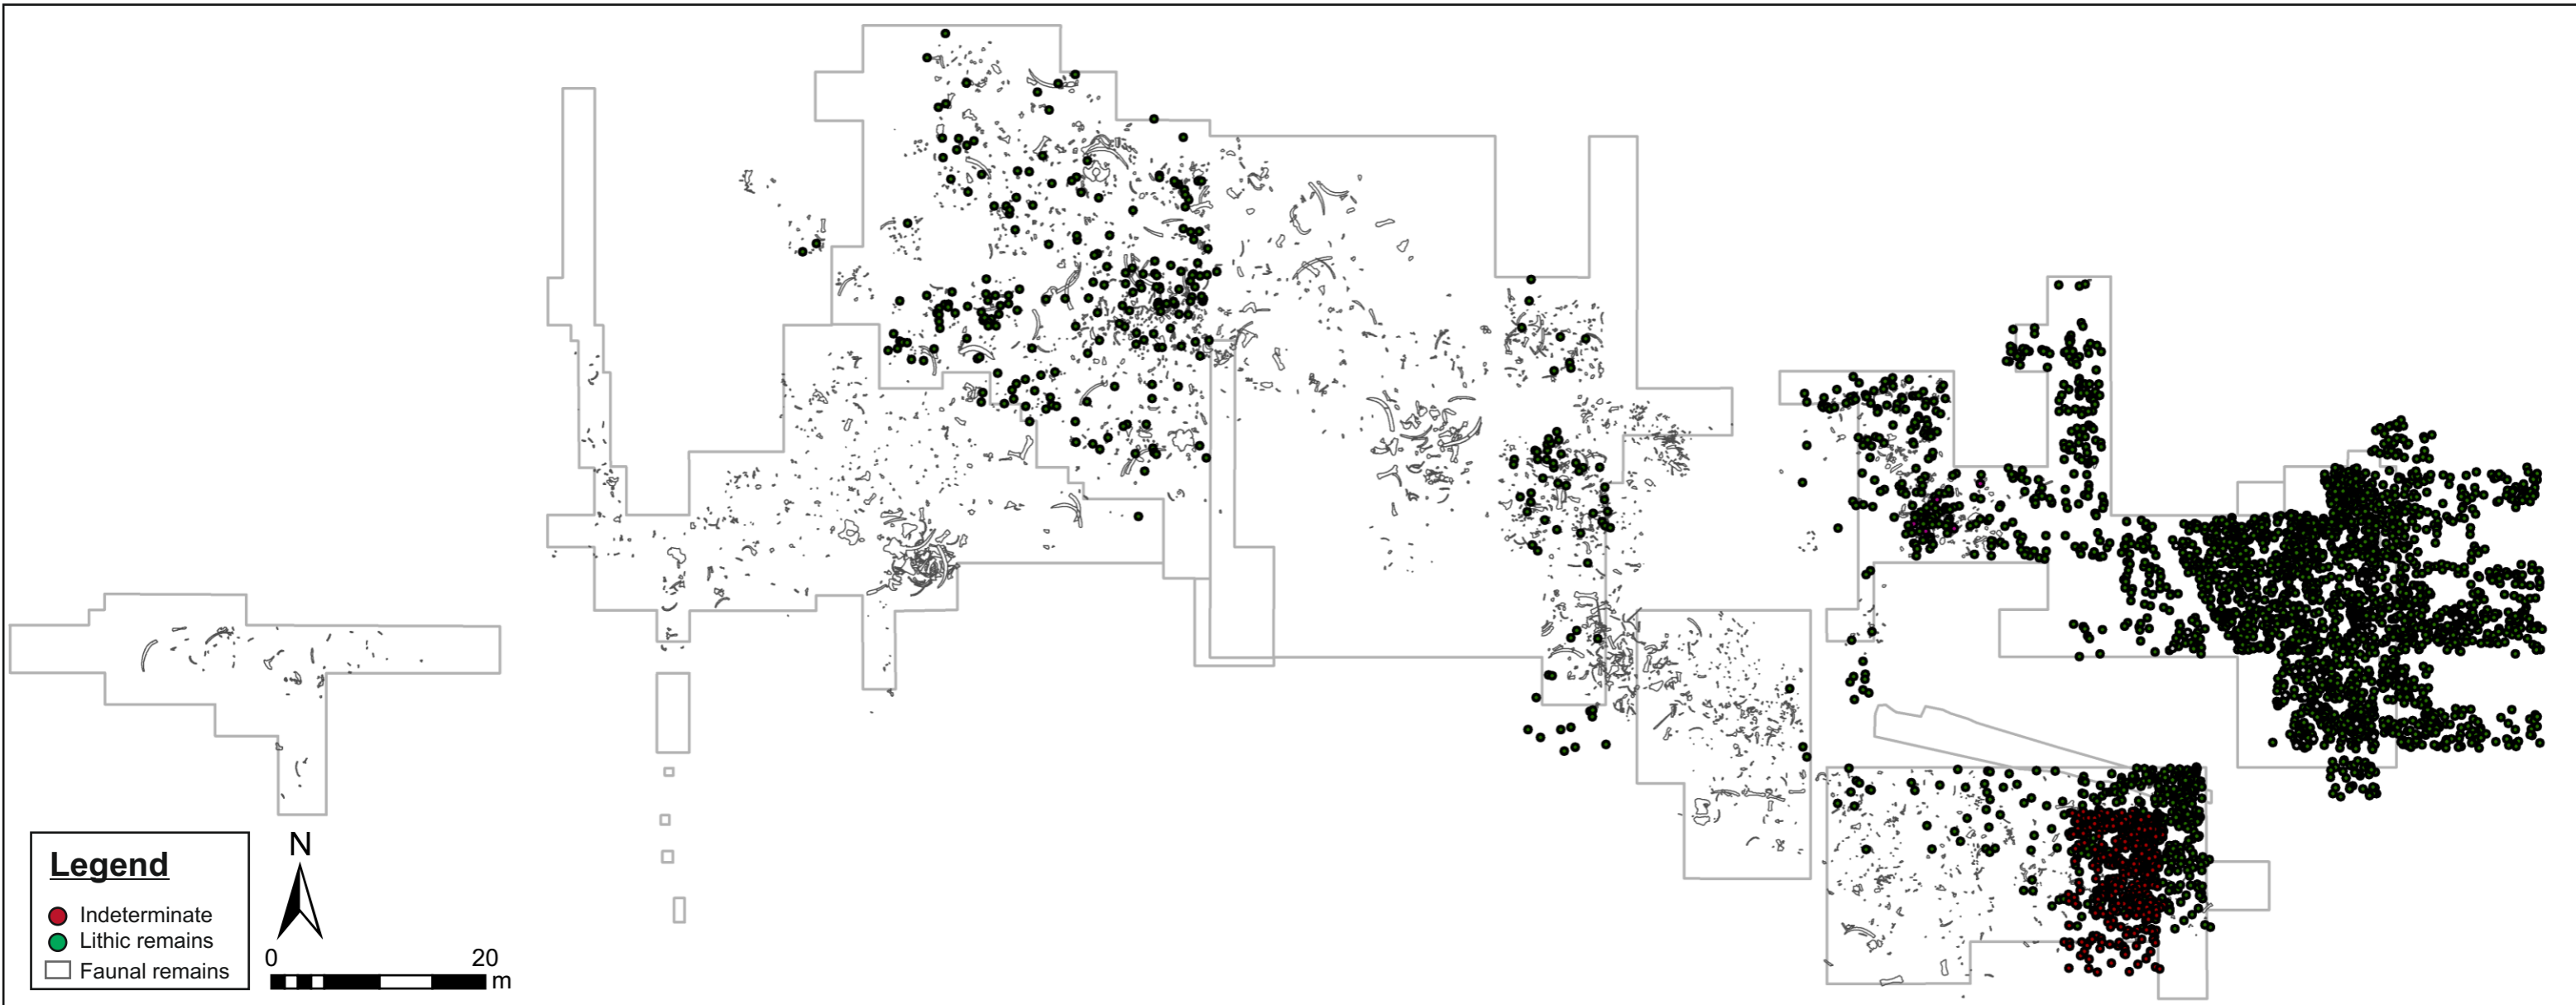 Legend
Indeterminate
Lithic remains
Faunal remains
N
0 20
m